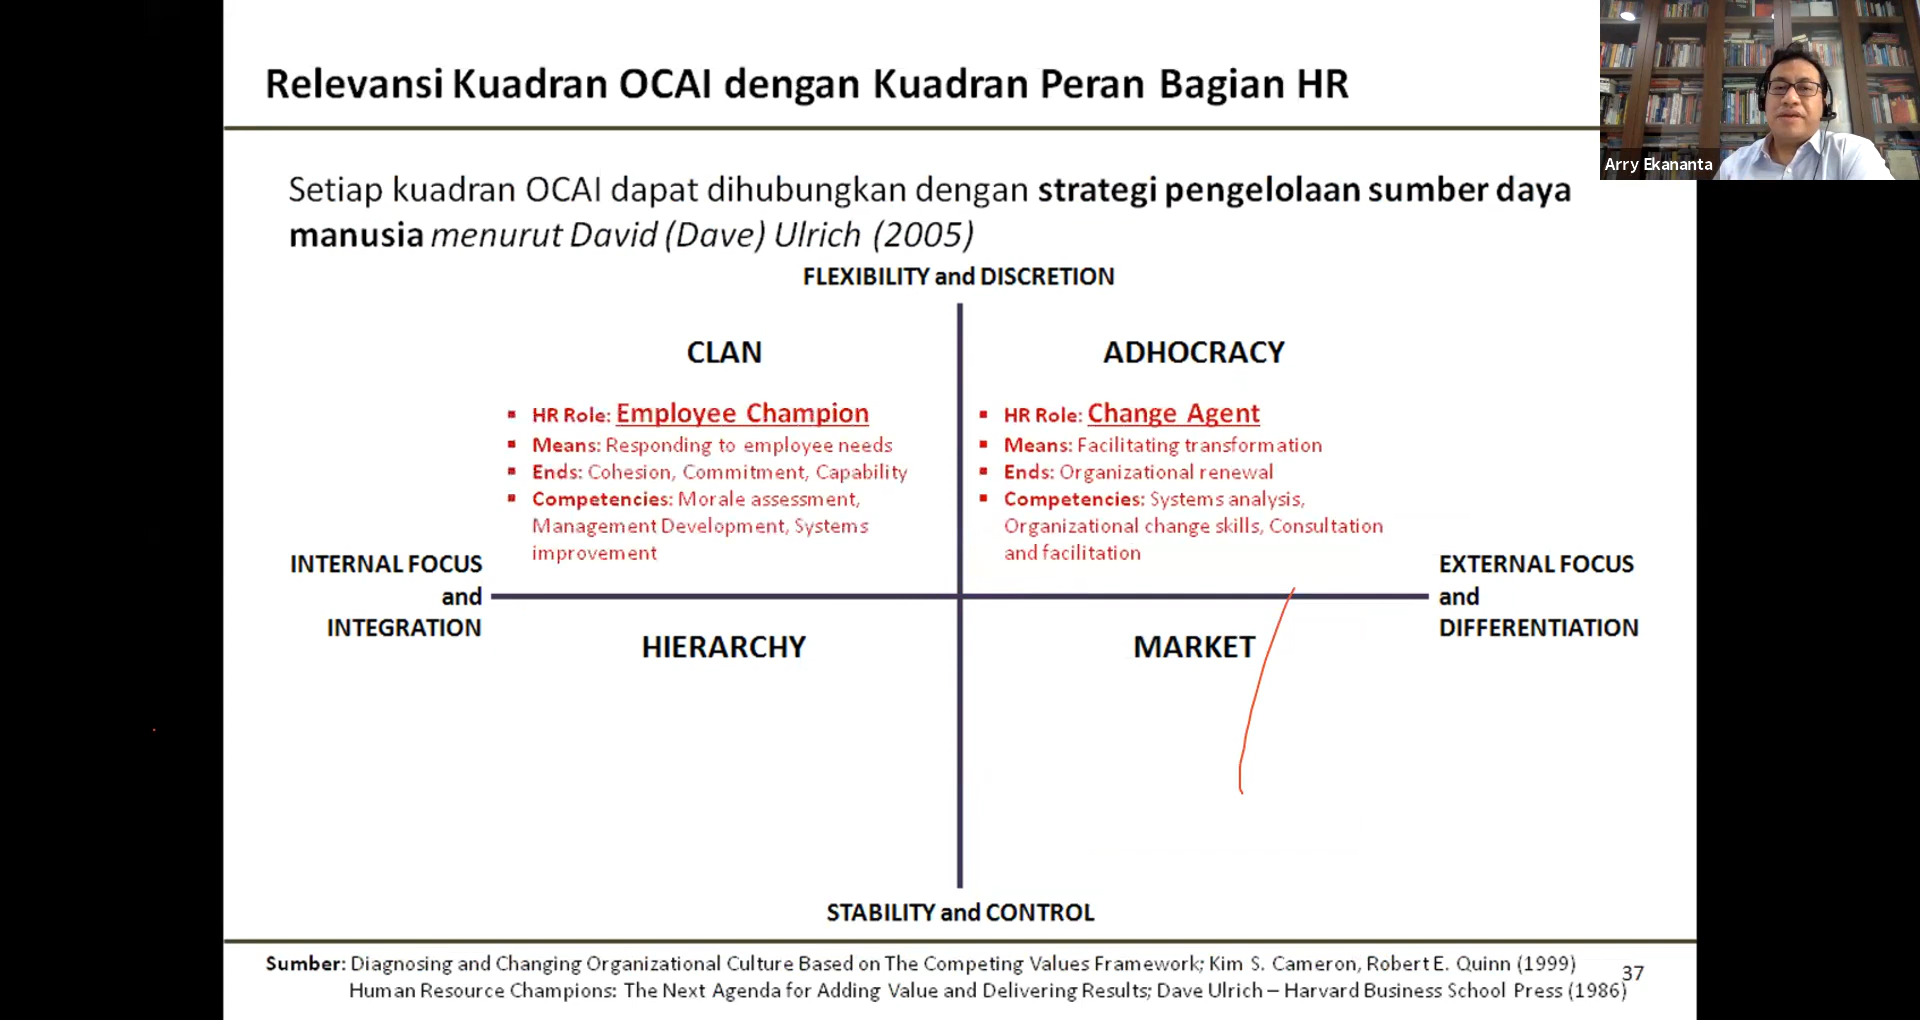 Relevansi Kuadran OCAI dengan Kuadran Peran Bagian HR
Arry Ekananta
Setiap kuadran OCAI dapat dihubungkan dengan strategi pengelolaan sumber daya
manusia menurut David (Dave) Ulrich (2005)
FLEXIBILITY and DISCRETION
CLAN
▪ HR Role: Employee Champion
▪ Means: Responding to employee needs
▪ Ends: Cohesion, Commitment, Capability
▪ Competencies: Morale assessment,
Management Development, Systems
improvement
ADHOCRACY
▪ HR Role: Change Agent
▪ Means: Facilitating transformation
▪ Ends: Organizational renewal
▪ Competencies: Systems analysis,
Organizational change skills, Consultation
and facilitation
INTERNAL FOCUS
and
INTEGRATION
EXTERNAL FOCUS
and
DIFFERENTIATION
HIERARCHY
MARKET
STABILITY and CONTROL
Sumber: Diagnosing and Changing Organizational Culture Based on The Competing Values Framework; Kim S. Cameron, Robert E. Quinn (1999)
Human Resource Champions: The Next Agenda for Adding Value and Delivering Results; Dave Ulrich – Harvard Business School Press (1986)
37